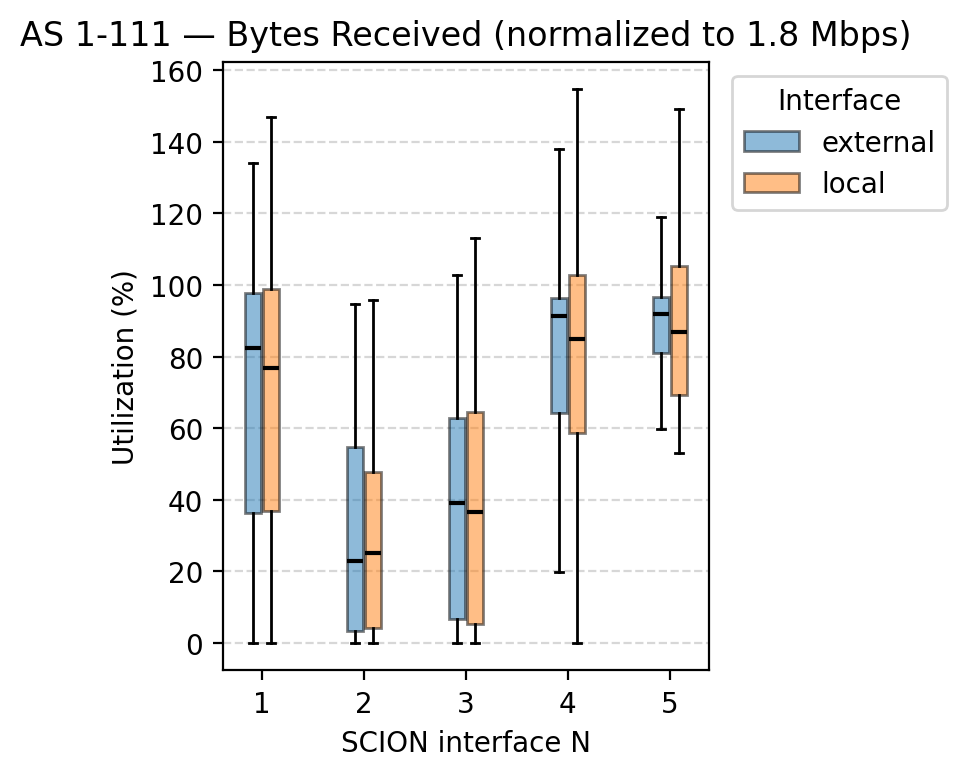 AS 1-111 — Bytes Received (normalized to 1.8 Mbps)
160
140
120
100
80
60
40
20
0
Utilization (%)
1 2 3 4 5
SCION interface N
Interface
external
local